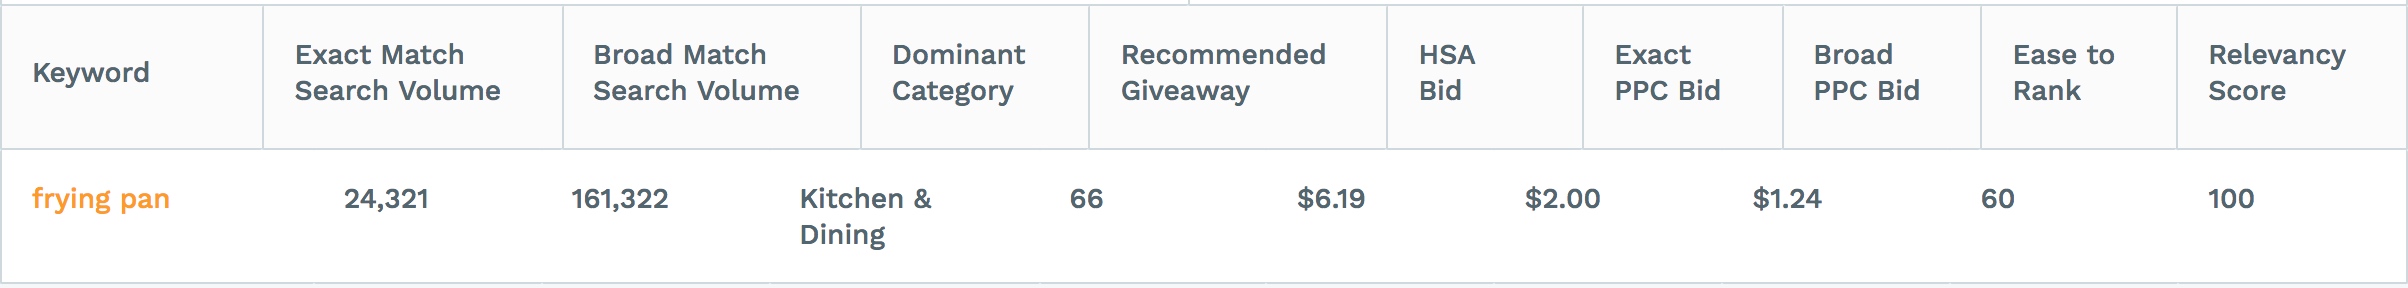 Keyword
Exact Match
Search Volume
Broad Match
Search Volume
Dominant
Category
Recommended
Giveaway
HSA
Bid
Exact
PPC Bid
Broad
PPC Bid
Ease to
Rank
Relevancy
Score
frying pan
24,321
161,322
Kitchen &
Dining
66
$6.19
$2.00
$1.24
60
100